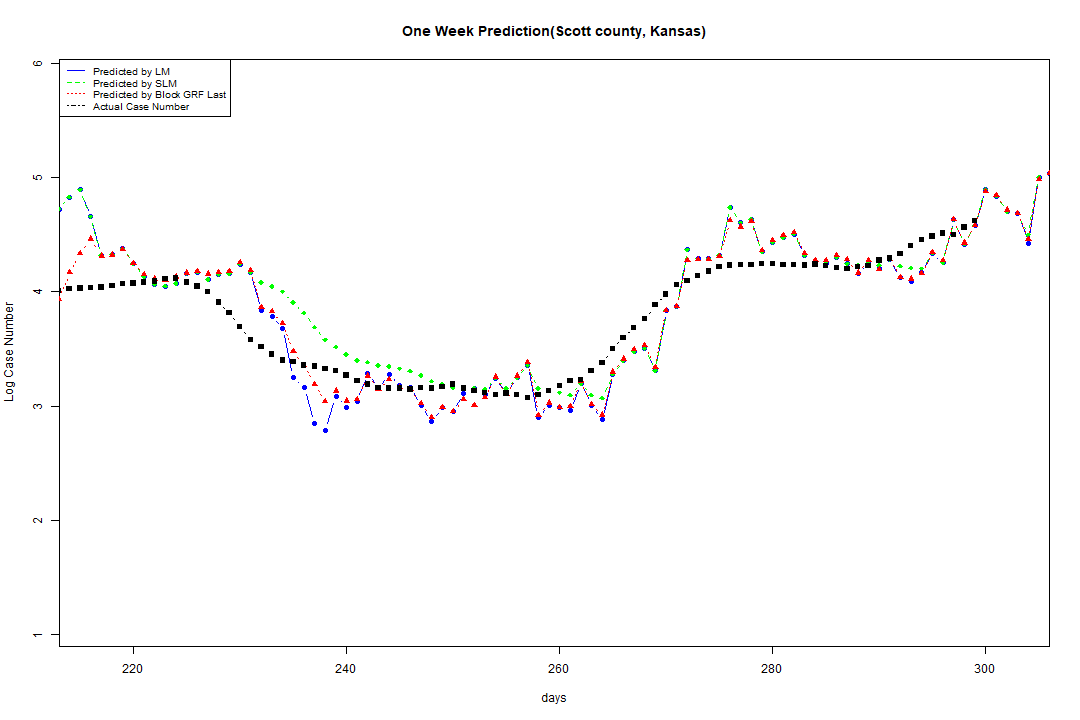 One Week Prediction(Scott county, Kansas)
Predicted by LM
Predicted by SLM
Predicted by Block GRF Last
Actual Case Number
Log Case Number
6
5
4
3
2
1
220
240
260
280
300
days